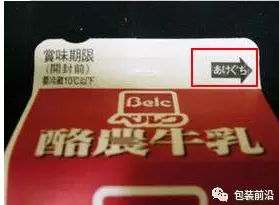 賞味期限
(開封前)
要冷蔵10℃以下
あけぐち
Belc
ベルク
酪農牛乳
包装前沿